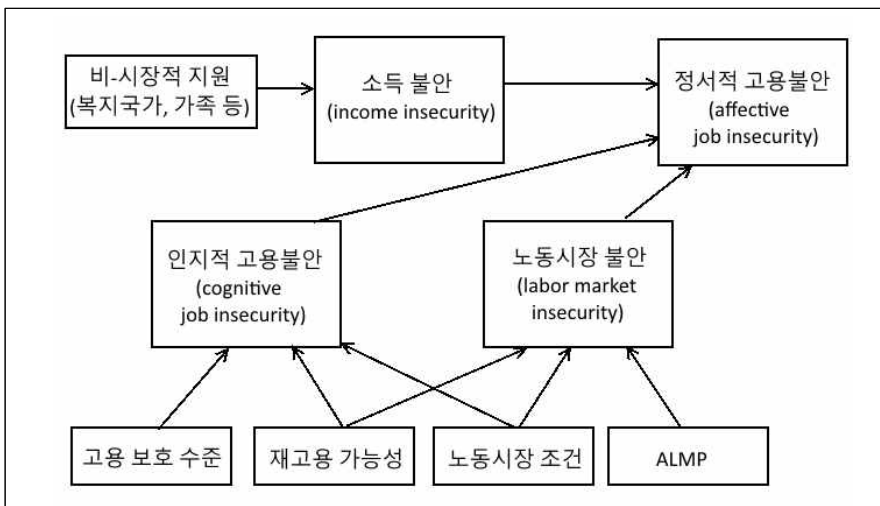 비-시장적 지원
(복지국가, 가족 등)
소득 불안
(income insecurity)
정서적 고용불안
(affective
job insecurity)
인지적 고용불안
(cognitive
job insecurity)
노동시장 불안
(labor market
insecurity)
고용 보호 수준
재고용 가능성
노동시장 조건
ALMP